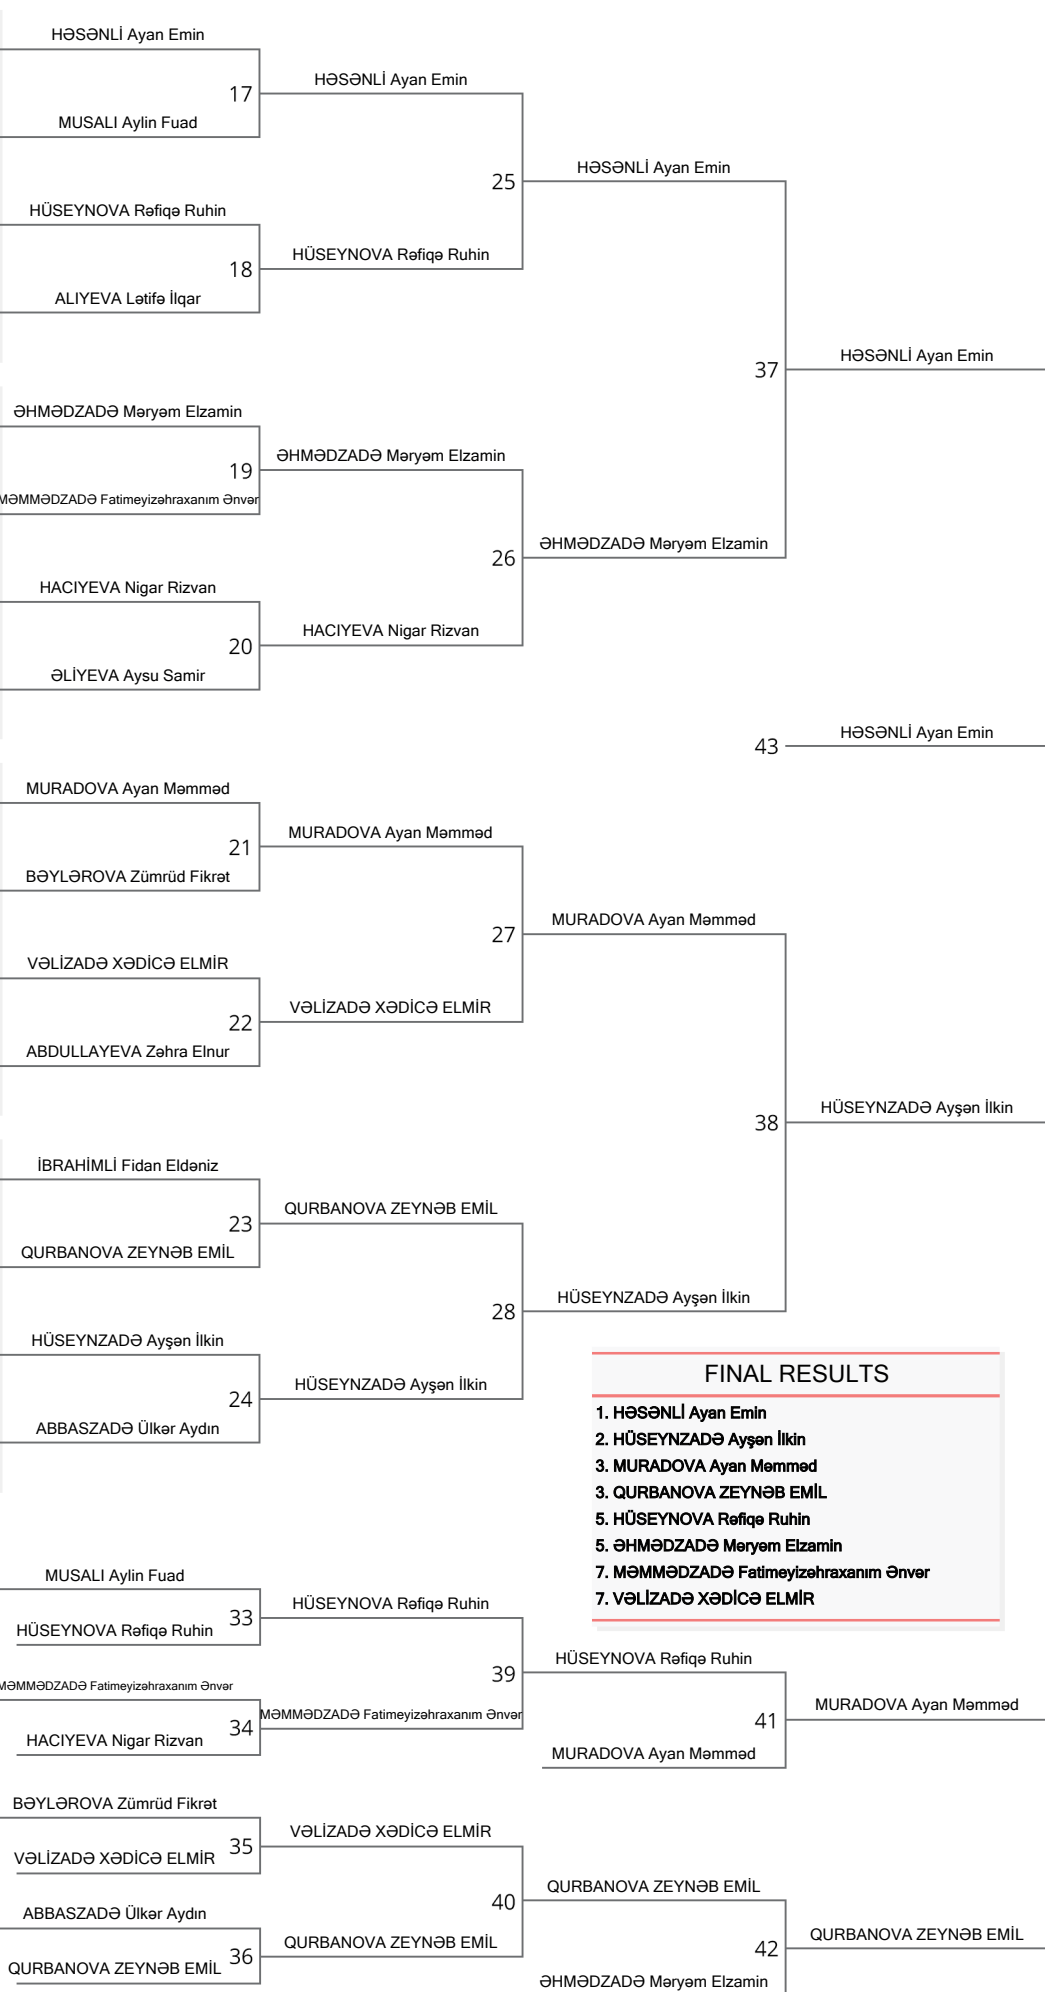 HƏSƏNLİ Ayan Emin
17
HƏSƏNLİ Ayan Emin
MUSALI Aylin Fuad
25
HƏSƏNLİ Ayan Emin
HÜSEYNOVA Rəfiqə Ruhin
18
HÜSEYNOVA Rəfiqə Ruhin
ALIYEVA Lətifə İlqar
37
HƏSƏNLİ Ayan Emin
ƏHMƏDZADƏ Məryəm Elzamin
19
ƏHMƏDZADƏ Məryəm Elzamin
MƏMMƏDZADƏ Fatimeyizəhraxanım Ənvər
26
ƏHMƏDZADƏ Məryəm Elzamin
HACIYEVA Nigar Rizvan
20
HACIYEVA Nigar Rizvan
ƏLİYEVA Aysu Samir
43
HƏSƏNLİ Ayan Emin
MURADOVA Ayan Məmməd
21
MURADOVA Ayan Məmməd
BƏYLƏROVA Zümrüd Fikrət
27
MURADOVA Ayan Məmməd
VƏLİZADƏ XƏDİCƏ ELMİR
22
VƏLİZADƏ XƏDİCƏ ELMİR
ABDULLAYEVA Zəhra Elnur
38
HÜSEYNZADƏ Ayşən İlkin
İBRAHİMLİ Fidan Eldəniz
23
QURBANOVA ZEYNƏB EMİL
QURBANOVA ZEYNƏB EMİL
28
HÜSEYNZADƏ Ayşən İlkin
HÜSEYNZADƏ Ayşən İlkin
24
HÜSEYNZADƏ Ayşən İlkin
ABBASZADƏ Ülkər Aydın
FINAL RESULTS
1. HƏSƏNLİ Ayan Emin
2. HÜSEYNZADƏ Ayşən İlkin
3. MURADOVA Ayan Məmməd
3. QURBANOVA ZEYNƏB EMİL
5. HÜSEYNOVA Rəfiqə Ruhin
5. ƏHMƏDZADƏ Məryəm Elzamin
7. MƏMMƏDZADƏ Fatimeyizəhraxanım Ənvər
7. VƏLİZADƏ XƏDİCƏ ELMİR
MUSALI Aylin Fuad
33
HÜSEYNOVA Rəfiqə Ruhin
HÜSEYNOVA Rəfiqə Ruhin
39
HÜSEYNOVA Rəfiqə Ruhin
MƏMMƏDZADƏ Fatimeyizəhraxanım Ənvər
34
MƏMMƏDZADƏ Fatimeyizəhraxanım Ənvər
HACIYEVA Nigar Rizvan
41
MURADOVA Ayan Məmməd
MURADOVA Ayan Məmməd
BƏYLƏROVA Zümrüd Fikrət
35
VƏLİZADƏ XƏDİCƏ ELMİR
VƏLİZADƏ XƏDİCƏ ELMİR
40
QURBANOVA ZEYNƏB EMİL
ABBASZADƏ Ülkər Aydın
36
QURBANOVA ZEYNƏB EMİL
QURBANOVA ZEYNƏB EMİL
42
QURBANOVA ZEYNƏB EMİL
ƏHMƏDZADƏ Məryəm Elzamin